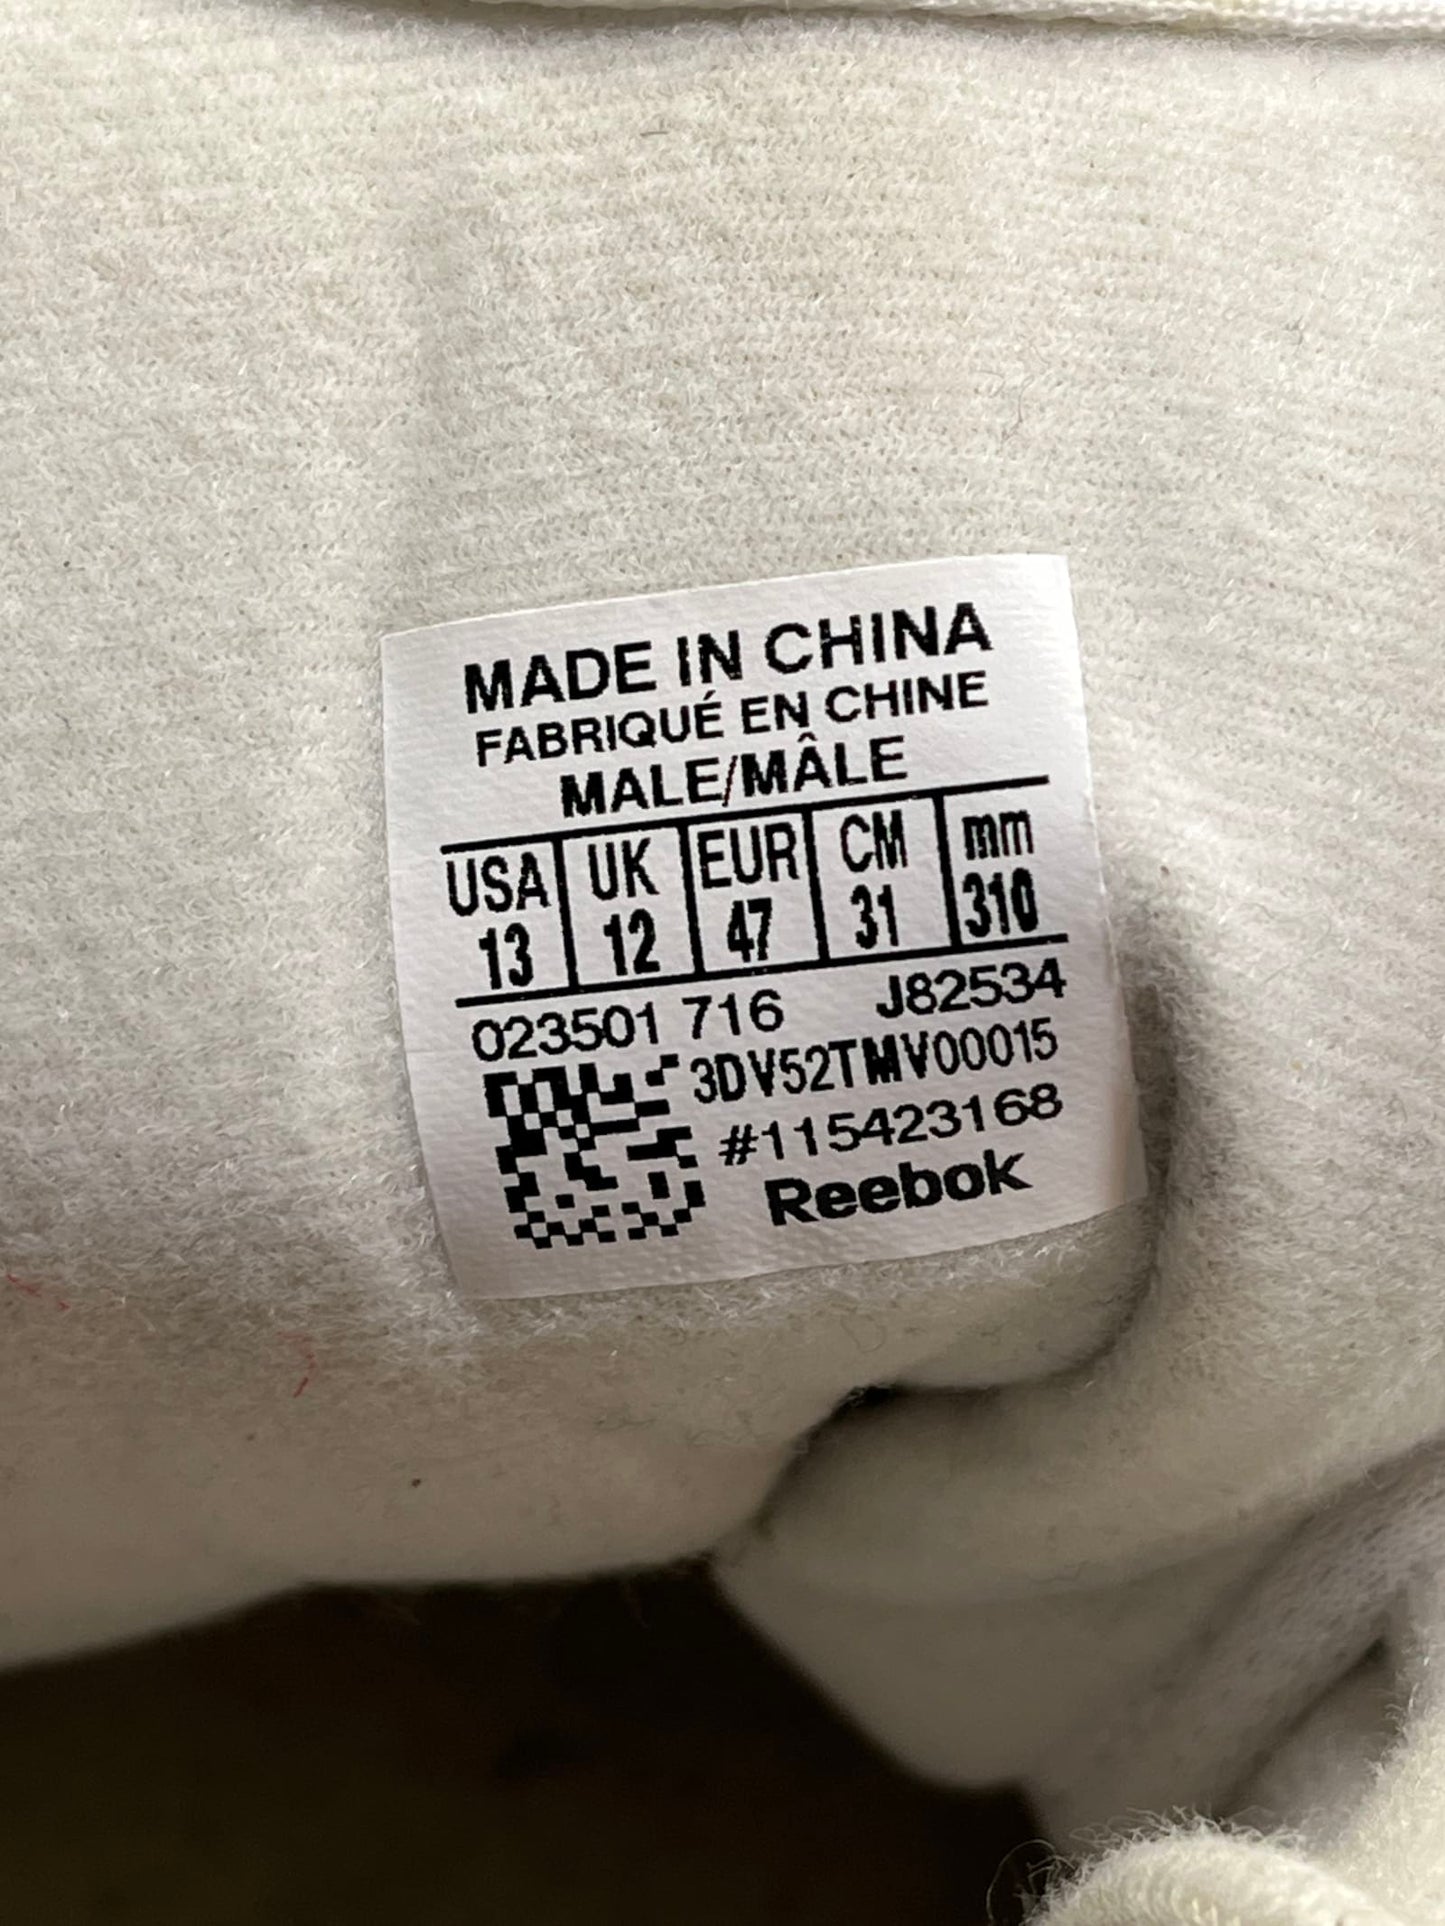 MADE IN CHINA
FABRIQUÉ EN CHINE
MALE/MÂLE
USA UK EUR CM mm
13 12 47 31 310
023501 716 J82534
3DV52TMV00015
#115423168
Reebok